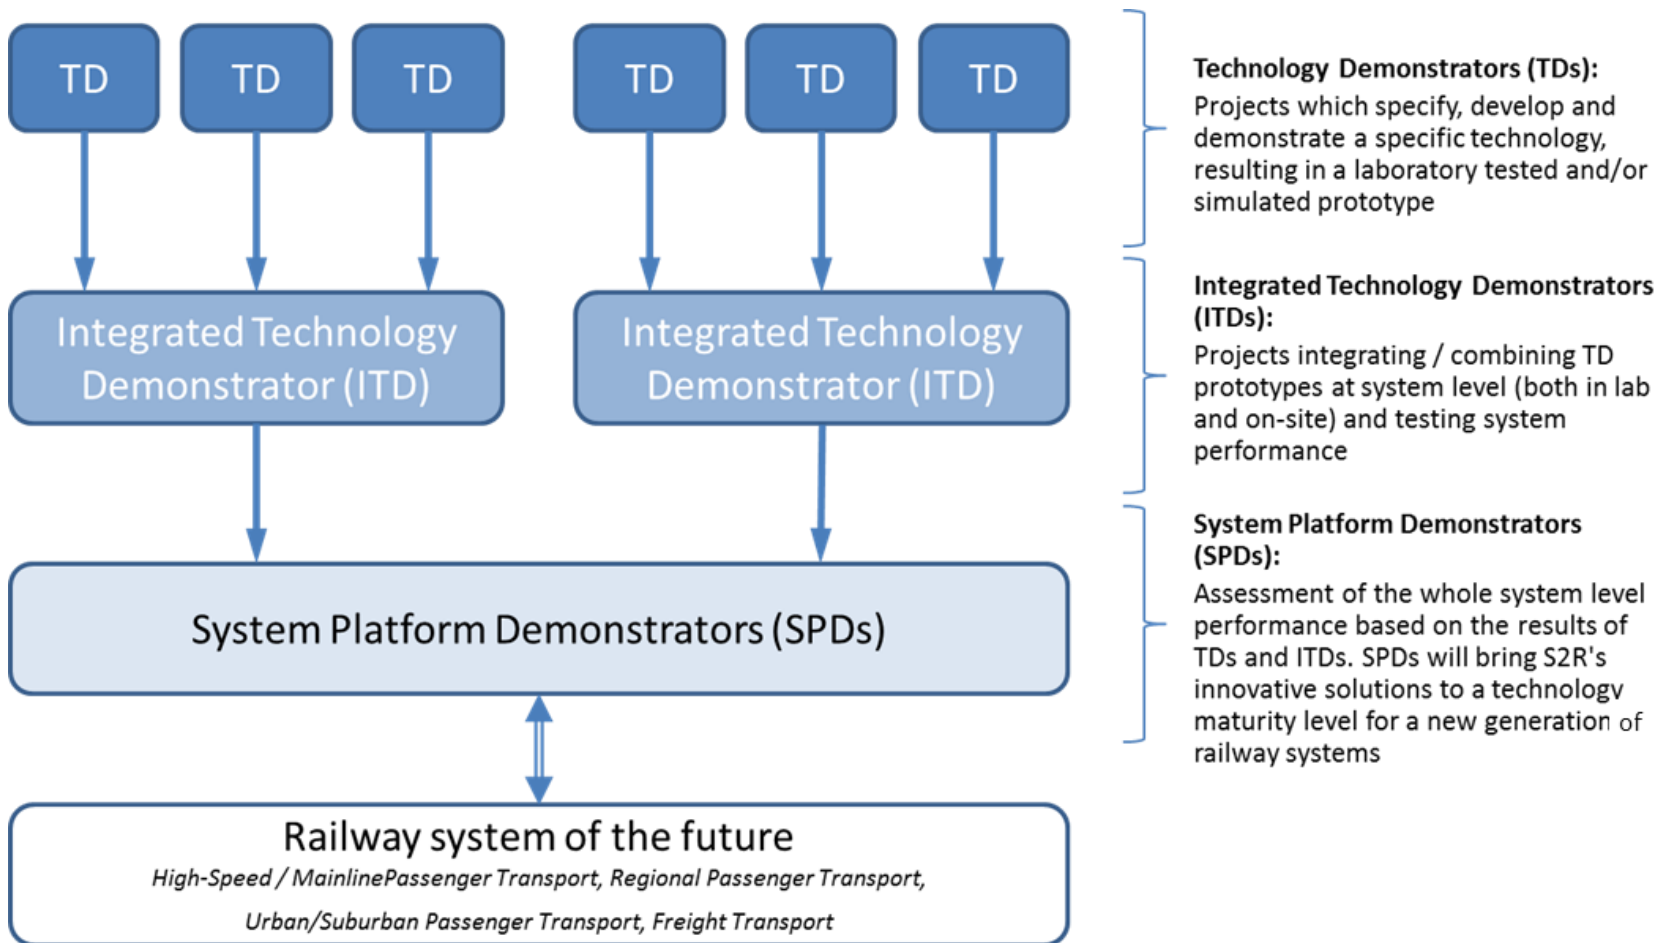 TD TD TD TD TD TD
Integrated Technology
Demonstrator (ITD)
Integrated Technology
Demonstrator (ITD)
System Platform Demonstrators (SPDs)
Railway system of the future
High-Speed / MainlinePassenger Transport, Regional Passenger Transport,
Urban/Suburban Passenger Transport, Freight Transport
Technology Demonstrators (TDs):
Projects which specify, develop and
demonstrate a specific technology,
resulting in a laboratory tested and/or
simulated prototype
Integrated Technology Demonstrators
(ITDs):
Projects integrating / combining TD
prototypes at system level (both in lab
and on-site) and testing system
performance
System Platform Demonstrators
(SPDs):
Assessment of the whole system level
performance based on the results of
TDs and ITDs. SPDs will bring S2R's
innovative solutions to a technology
maturity level for a new generation of
railway systems